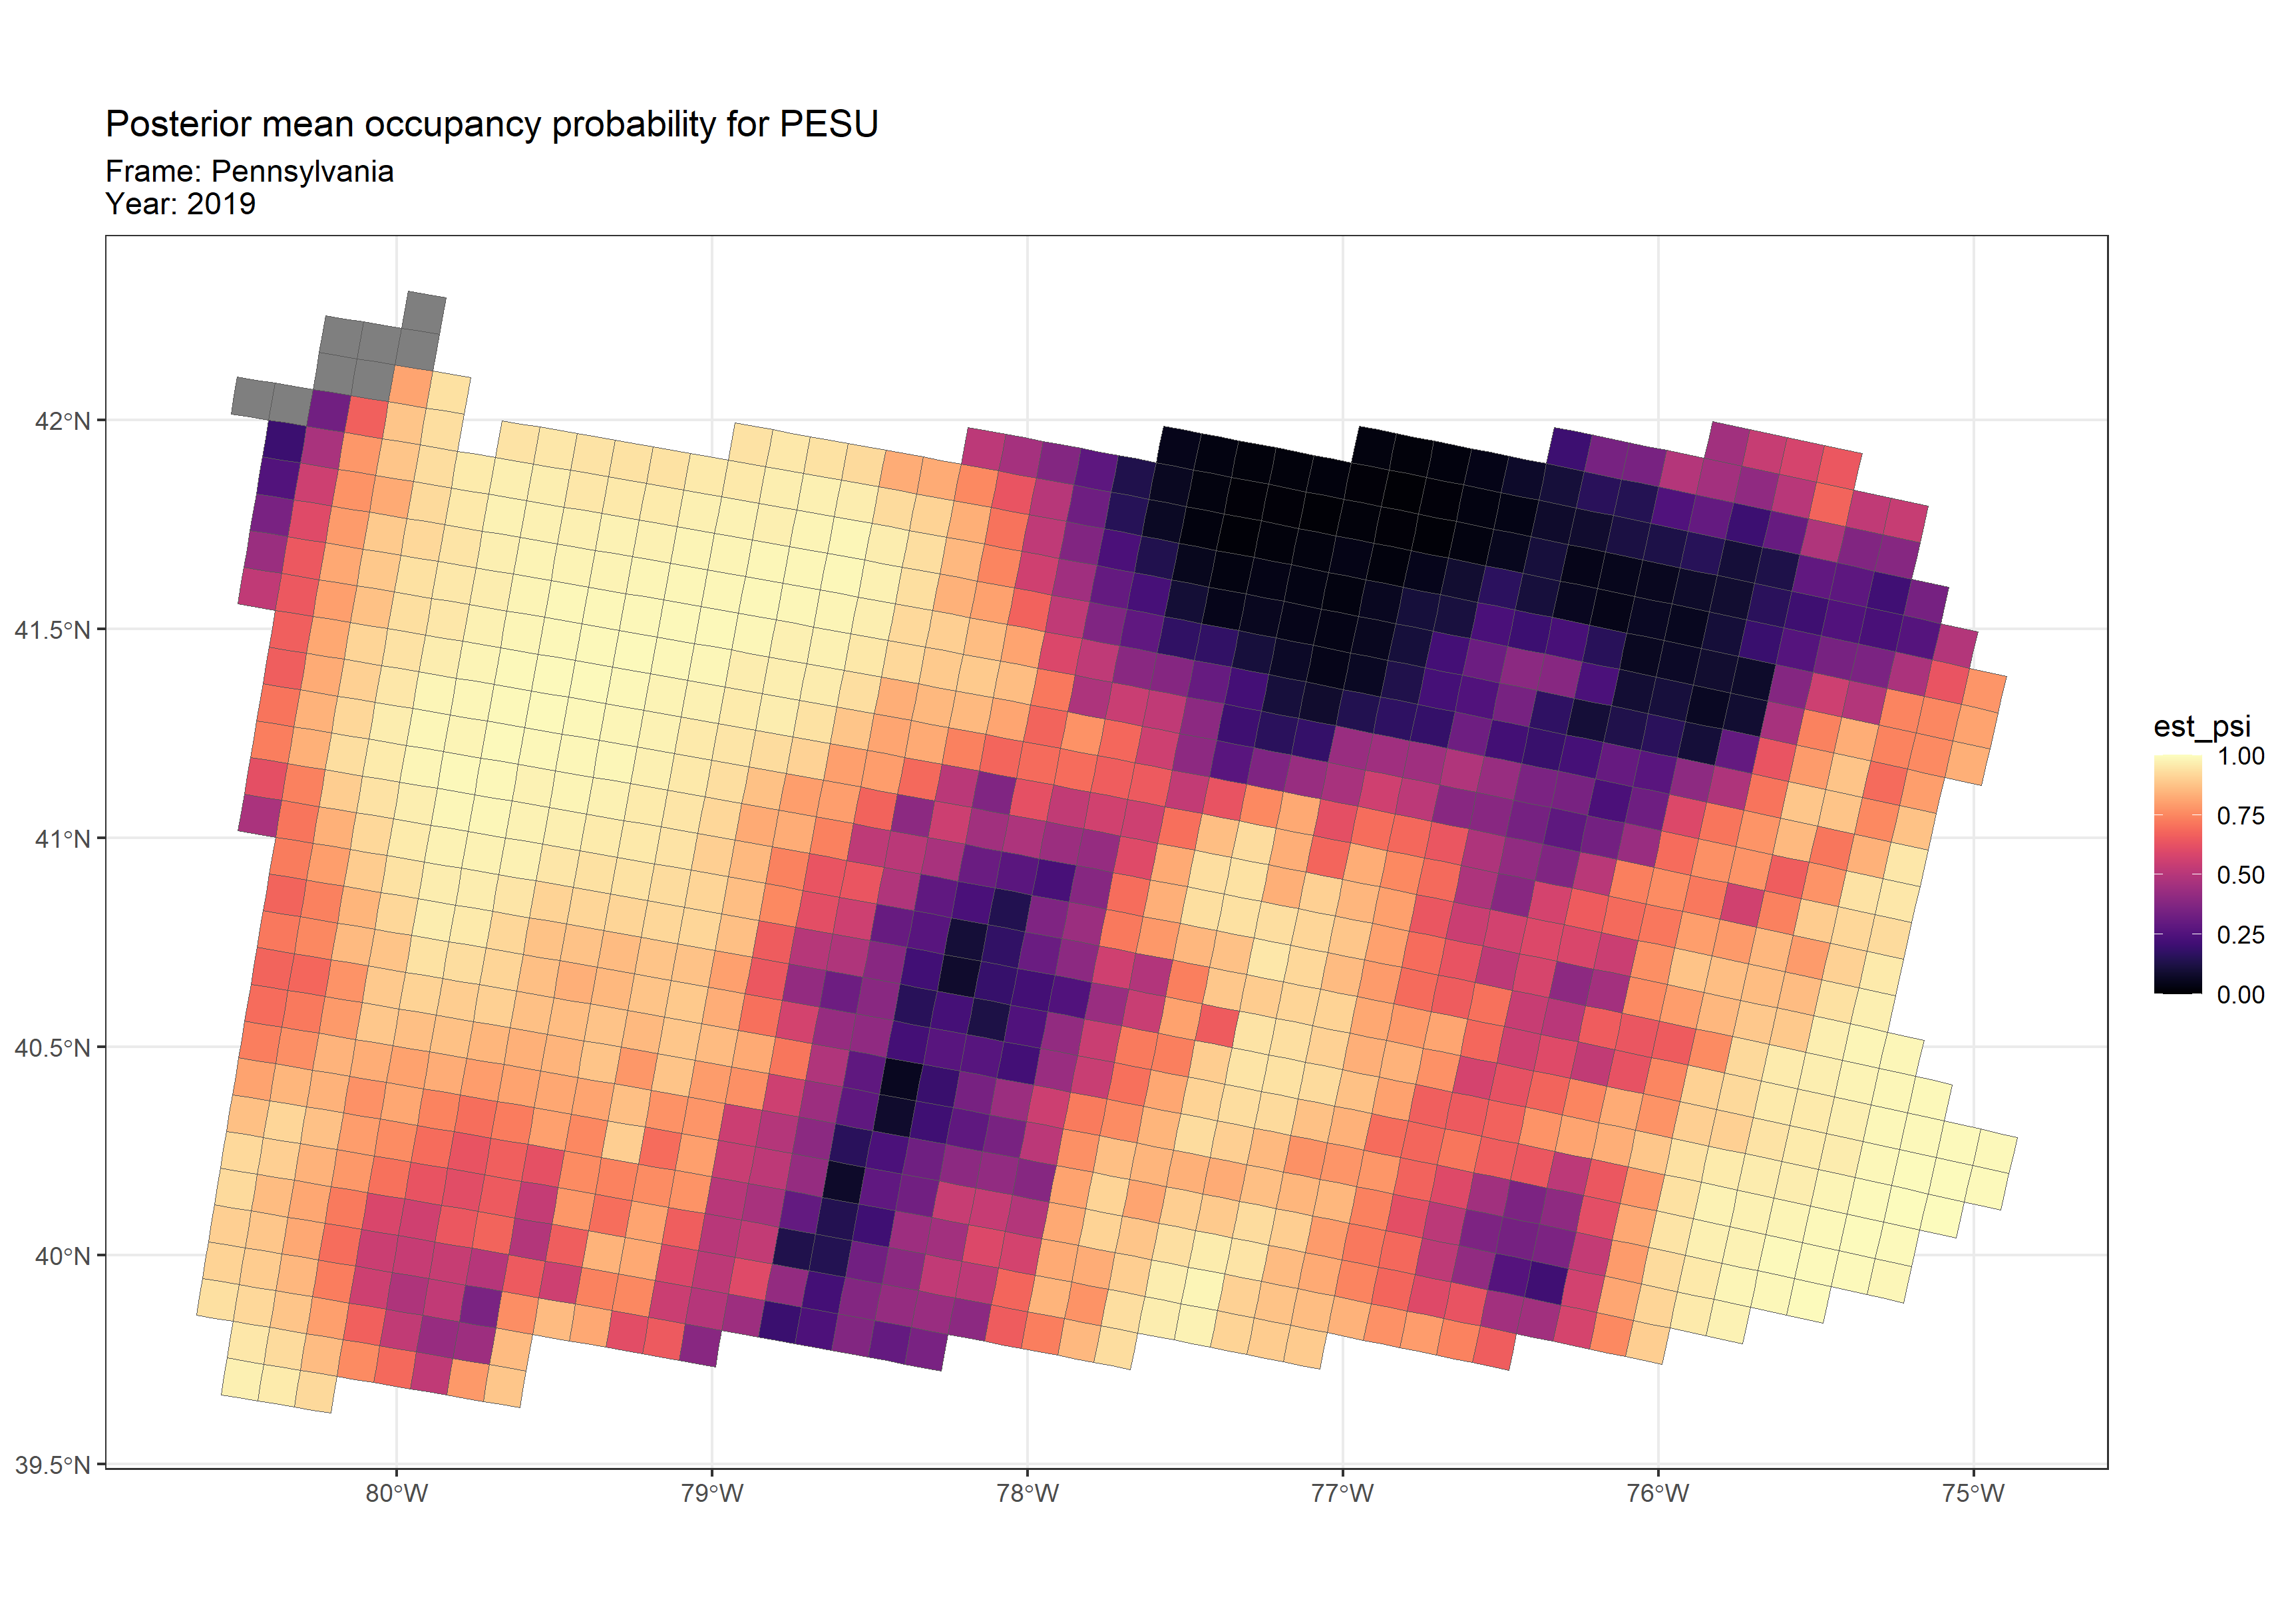 Posterior mean occupancy probability for PESU
Frame: Pennsylvania
Year: 2019
42°N
41.5°N
41°N
40.5°N
40°N
39.5°N
80°W
79°W
78°W
77°W
76°W
75°W
est_psi
1.00
0.75
0.50
0.25
0.00